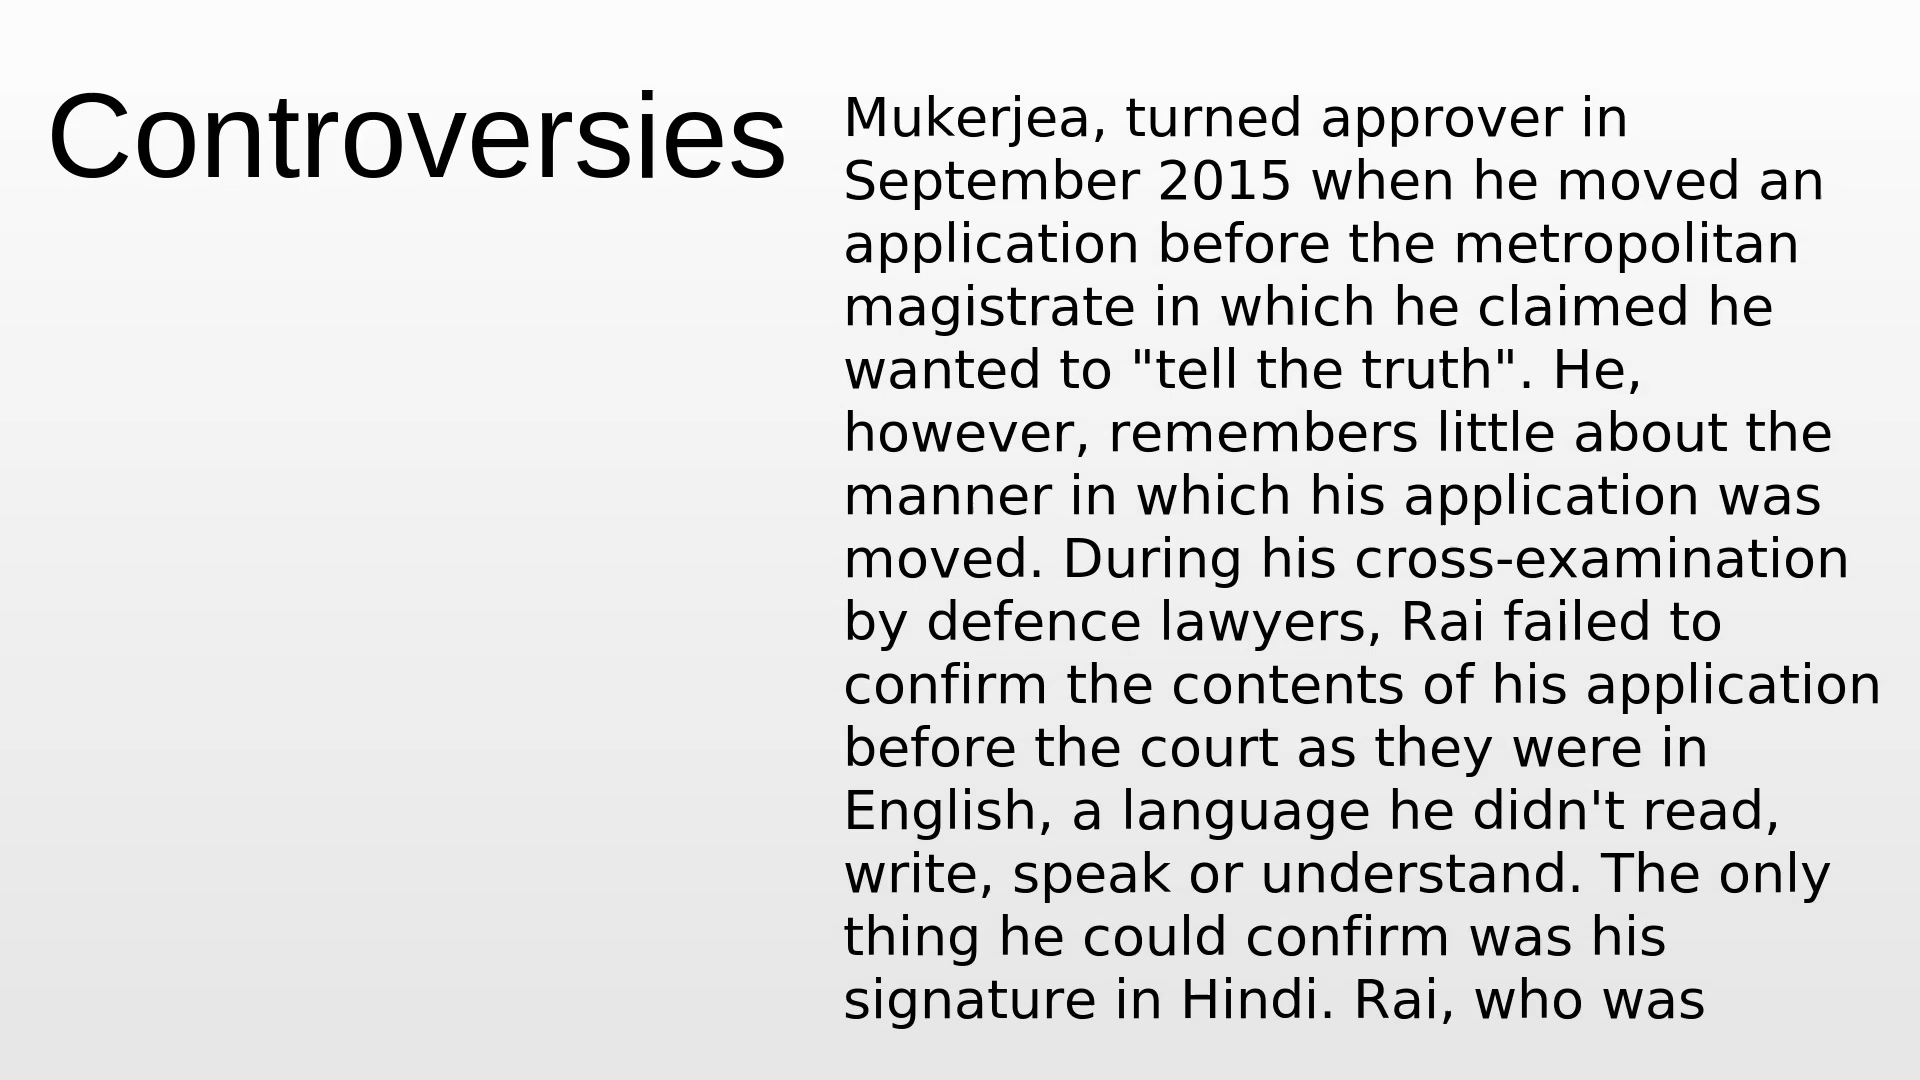 Controversies
Mukerjea, turned approver in
September 2015 when he moved an
application before the metropolitan
magistrate in which he claimed he
wanted to "tell the truth". He,
however, remembers little about the
manner in which his application was
moved. During his cross-examination
by defence lawyers, Rai failed to
confirm the contents of his application
before the court as they were in
English, a language he didn't read,
write, speak or understand. The only
thing he could confirm was his
signature in Hindi. Rai, who was